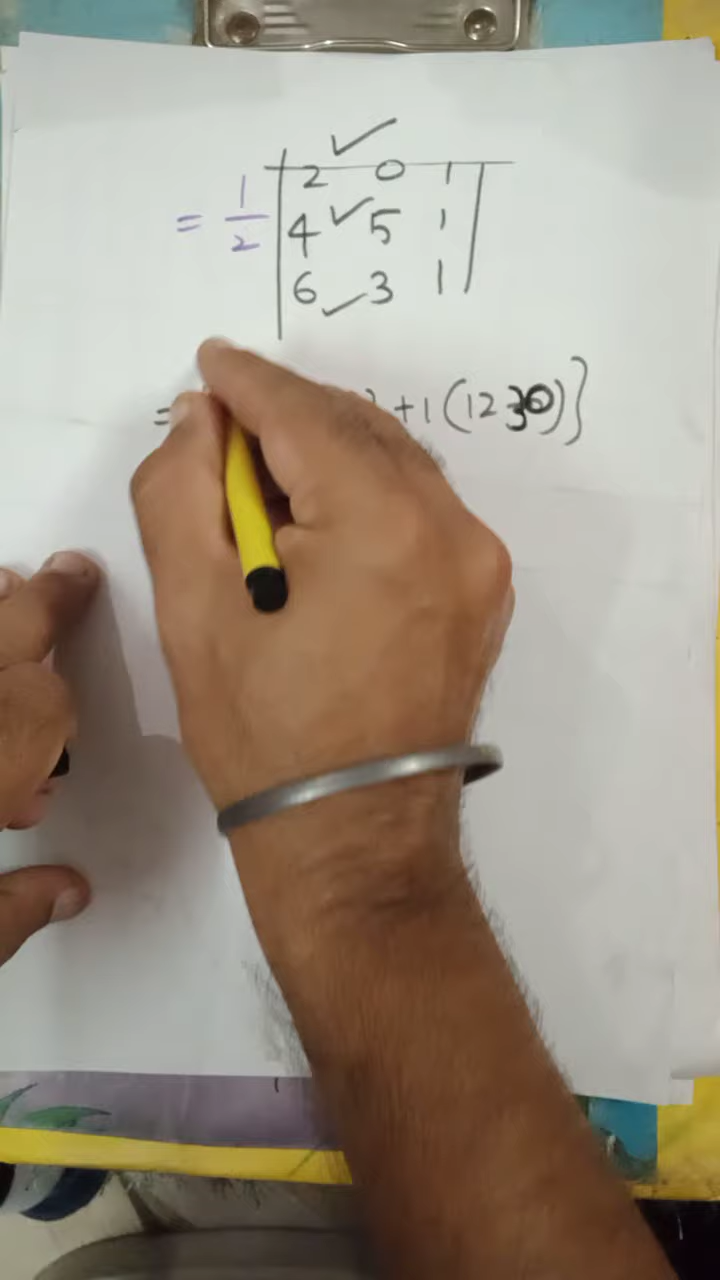 2 0 1
= 1/2 4 5 1
6 3 1
= +1(12 30)}